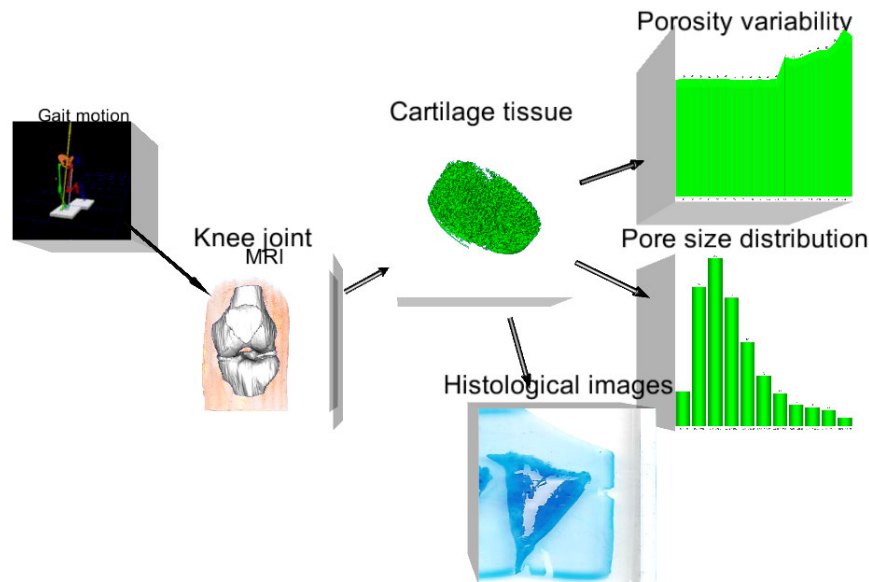 Porosity variability
Cartilage tissue
Gait motion
Knee joint
MRI
Pore size distribution
Histological images